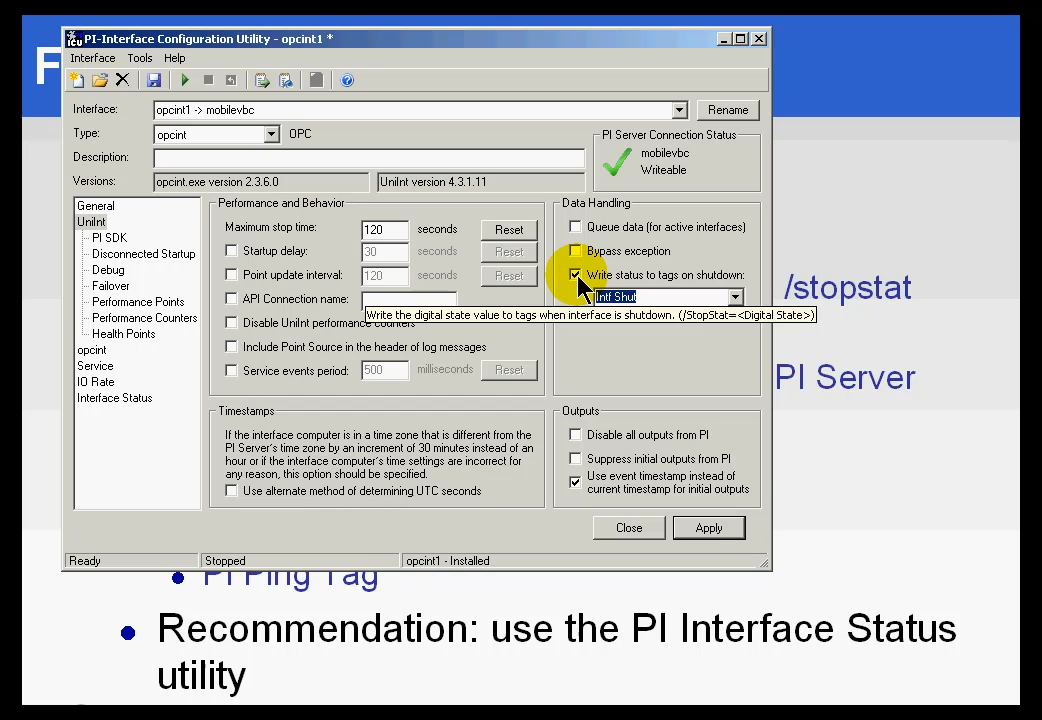 F
ICU PI-Interface Configuration Utility - opcint1 *
Interface Tools Help
Interface: opcint1 -> mobilevbc Rename
Type: opcint OPC
PI Server Connection Status
mobilevbc
Writeable
Description:
Versions: opcint.exe version 2.3.6.0 UniInt version 4.3.1.11
General
UniInt
PI SDK
Disconnected Startup
Debug
Failover
Performance Points
Performance Counters
Health Points
opcint
Service
IO Rate
Interface Status
Performance and Behavior
Maximum stop time: 120 seconds Reset
Startup delay: 30 seconds Reset
Point update interval: 120 seconds Reset
API Connection name:
Disable UniInt performance counters
Include Point Source in the header of log messages
Service events period: 500 milliseconds Reset
Data Handling
Queue data (for active interfaces)
Bypass exception
Write status to tags on shutdown:
Intf Shut
Write the digital state value to tags when interface is shutdown. (/StopStat=<Digital State>)
Timestamps
If the interface computer is in a time zone that is different from the
PI Server's time zone by an increment of 30 minutes instead of an
hour or if the interface computer's time settings are incorrect for
any reason, this option should be specified.
Use alternate method of determining UTC seconds
Outputs
Disable all outputs from PI
Suppress initial outputs from PI
Use event timestamp instead of
current timestamp for initial outputs
Close Apply
Ready Stopped opcint1 - Installed
/stopstat
PI Server
PI Ping Tag
Recommendation: use the PI Interface Status
utility